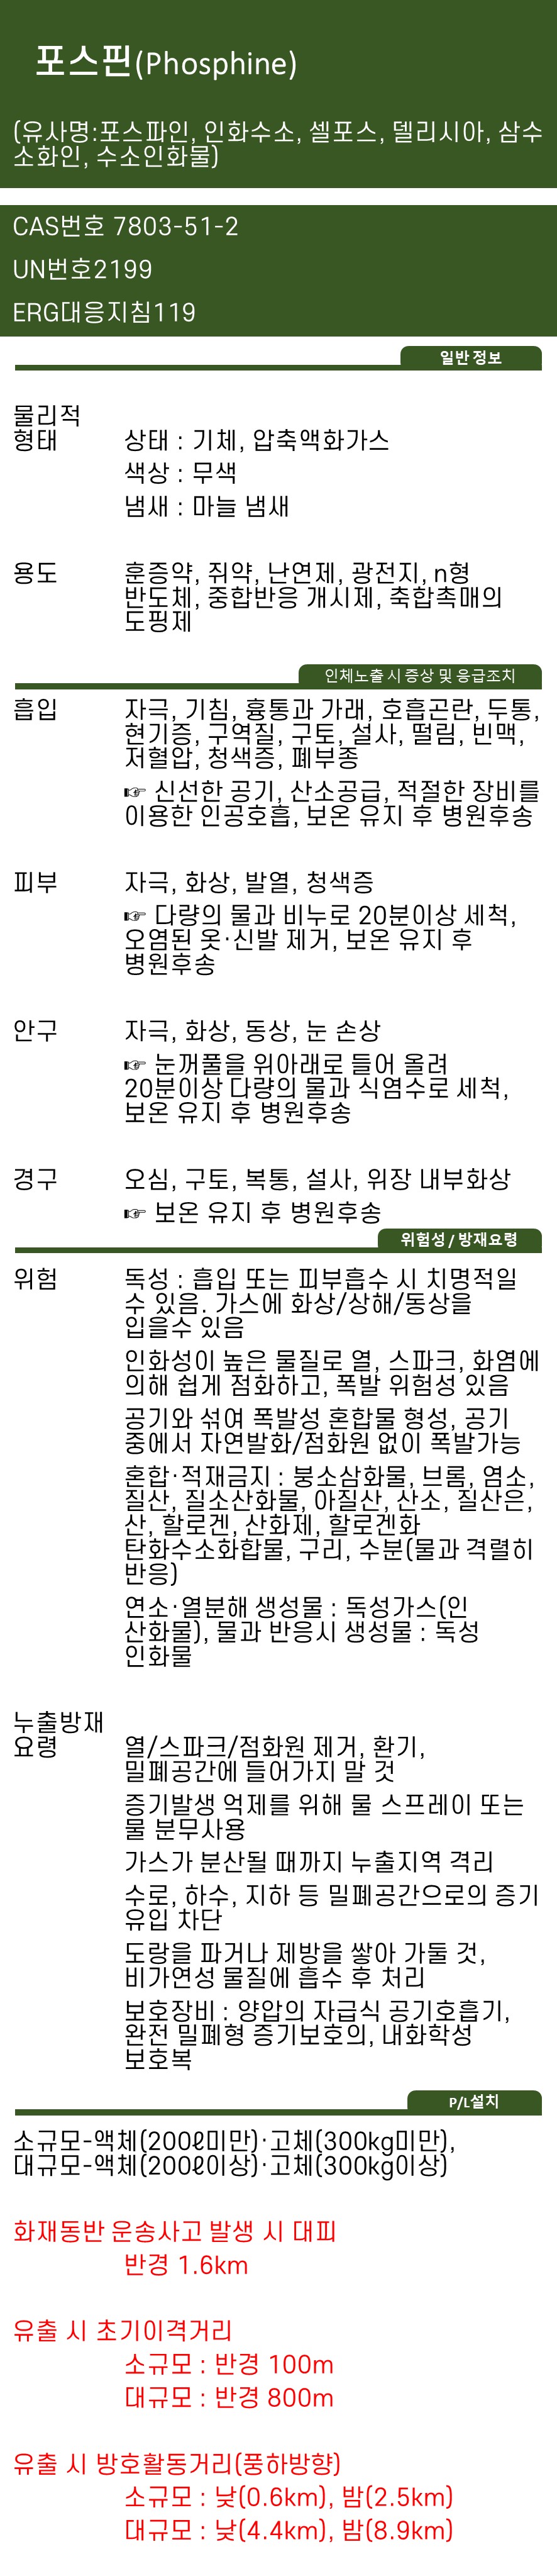 포스핀(Phosphine)
(유사명:포스파인, 인화수소, 셀포스, 델리시아, 삼수
소화인, 수소인화물)
CAS번호 7803-51-2
UN번호2199
ERG대응지침119
일반 정보
물리적
형태 상태 : 기체, 압축액화가스
색상 : 무색
냄새 : 마늘 냄새
용도 훈증약, 쥐약, 난연제, 광전지, n형
반도체, 중합반응 개시제, 축합촉매의
도핑제
인체노출 시 증상 및 응급조치
흡입 자극, 기침, 흉통과 가래, 호흡곤란, 두통,
현기증, 구역질, 구토, 설사, 떨림, 빈맥,
저혈압, 청색증, 폐부종
☞ 신선한 공기, 산소공급, 적절한 장비를
이용한 인공호흡, 보온 유지 후 병원후송
피부 자극, 화상, 발열, 청색증
☞ 다량의 물과 비누로 20분이상 세척,
오염된 옷·신발 제거, 보온 유지 후
병원후송
안구 자극, 화상, 동상, 눈 손상
☞ 눈꺼풀을 위아래로 들어 올려
20분이상 다량의 물과 식염수로 세척,
보온 유지 후 병원후송
경구 오심, 구토, 복통, 설사, 위장 내부화상
☞ 보온 유지 후 병원후송
위험성 / 방재요령
위험 독성 : 흡입 또는 피부흡수 시 치명적일
수 있음. 가스에 화상/상해/동상을
입을수 있음
인화성이 높은 물질로 열, 스파크, 화염에
의해 쉽게 점화하고, 폭발 위험성 있음
공기와 섞여 폭발성 혼합물 형성, 공기
중에서 자연발화/점화원 없이 폭발가능
혼합·적재금지 : 붕소삼화물, 브롬, 염소,
질산, 질소산화물, 아질산, 산소, 질산은,
산, 할로겐, 산화제, 할로겐화
탄화수소화합물, 구리, 수분(물과 격렬히
반응)
연소·열분해 생성물 : 독성가스(인
산화물), 물과 반응시 생성물 : 독성
인화물
누출방재
요령 열/스파크/점화원 제거, 환기,
밀폐공간에 들어가지 말 것
증기발생 억제를 위해 물 스프레이 또는
물 분무사용
가스가 분산될 때까지 누출지역 격리
수로, 하수, 지하 등 밀폐공간으로의 증기
유입 차단
도랑을 파거나 제방을 쌓아 가둘 것,
비가연성 물질에 흡수 후 처리
보호장비 : 양압의 자급식 공기호흡기,
완전 밀폐형 증기보호의, 내화학성
보호복
P/L설치
소규모-액체(200ℓ미만)·고체(300kg미만),
대규모-액체(200ℓ이상)·고체(300kg이상)
화재동반 운송사고 발생 시 대피
반경 1.6km
유출 시 초기이격거리
소규모 : 반경 100m
대규모 : 반경 800m
유출 시 방호활동거리(풍하방향)
소규모 : 낮(0.6km), 밤(2.5km)
대규모 : 낮(4.4km), 밤(8.9km)